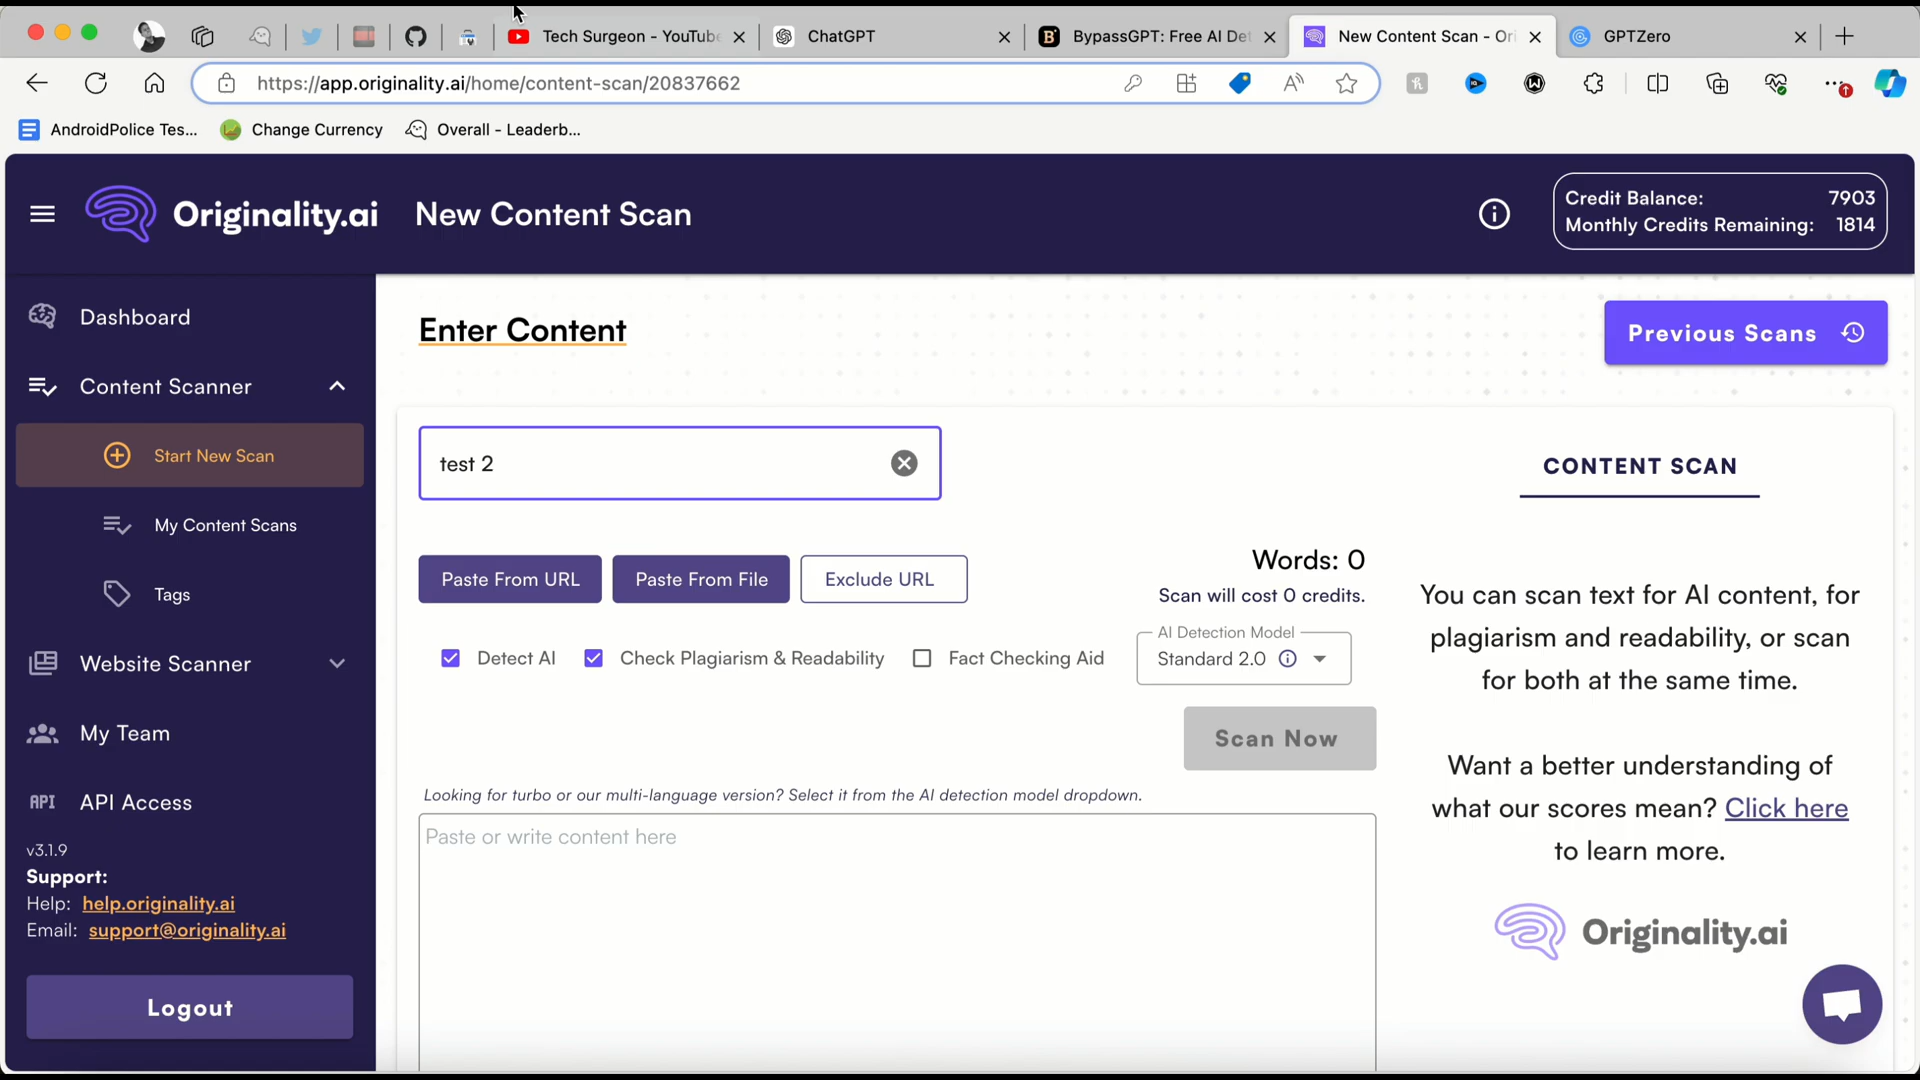 Tech Surgeon - YouTube
ChatGPT
BypassGPT: Free AI Det
New Content Scan - Ori
GPTZero
https://app.originality.ai/home/content-scan/20837662
AndroidPolice Tes...
Change Currency
Overall - Leaderb...
Originality.ai
New Content Scan
Credit Balance: 7903
Monthly Credits Remaining: 1814
Dashboard
Content Scanner
Start New Scan
My Content Scans
Tags
Website Scanner
My Team
API API Access
v3.1.9
Support:
Help: help.originality.ai
Email: support@originality.ai
Logout
Enter Content
Previous Scans
test 2
Paste From URL
Paste From File
Exclude URL
Words: 0
Scan will cost 0 credits.
Detect AI
Check Plagiarism & Readability
Fact Checking Aid
AI Detection Model
Standard 2.0
Scan Now
Looking for turbo or our multi-language version? Select it from the AI detection model dropdown.
Paste or write content here
CONTENT SCAN
You can scan text for AI content, for
plagiarism and readability, or scan
for both at the same time.
Want a better understanding of
what our scores mean? Click here
to learn more.
Originality.ai